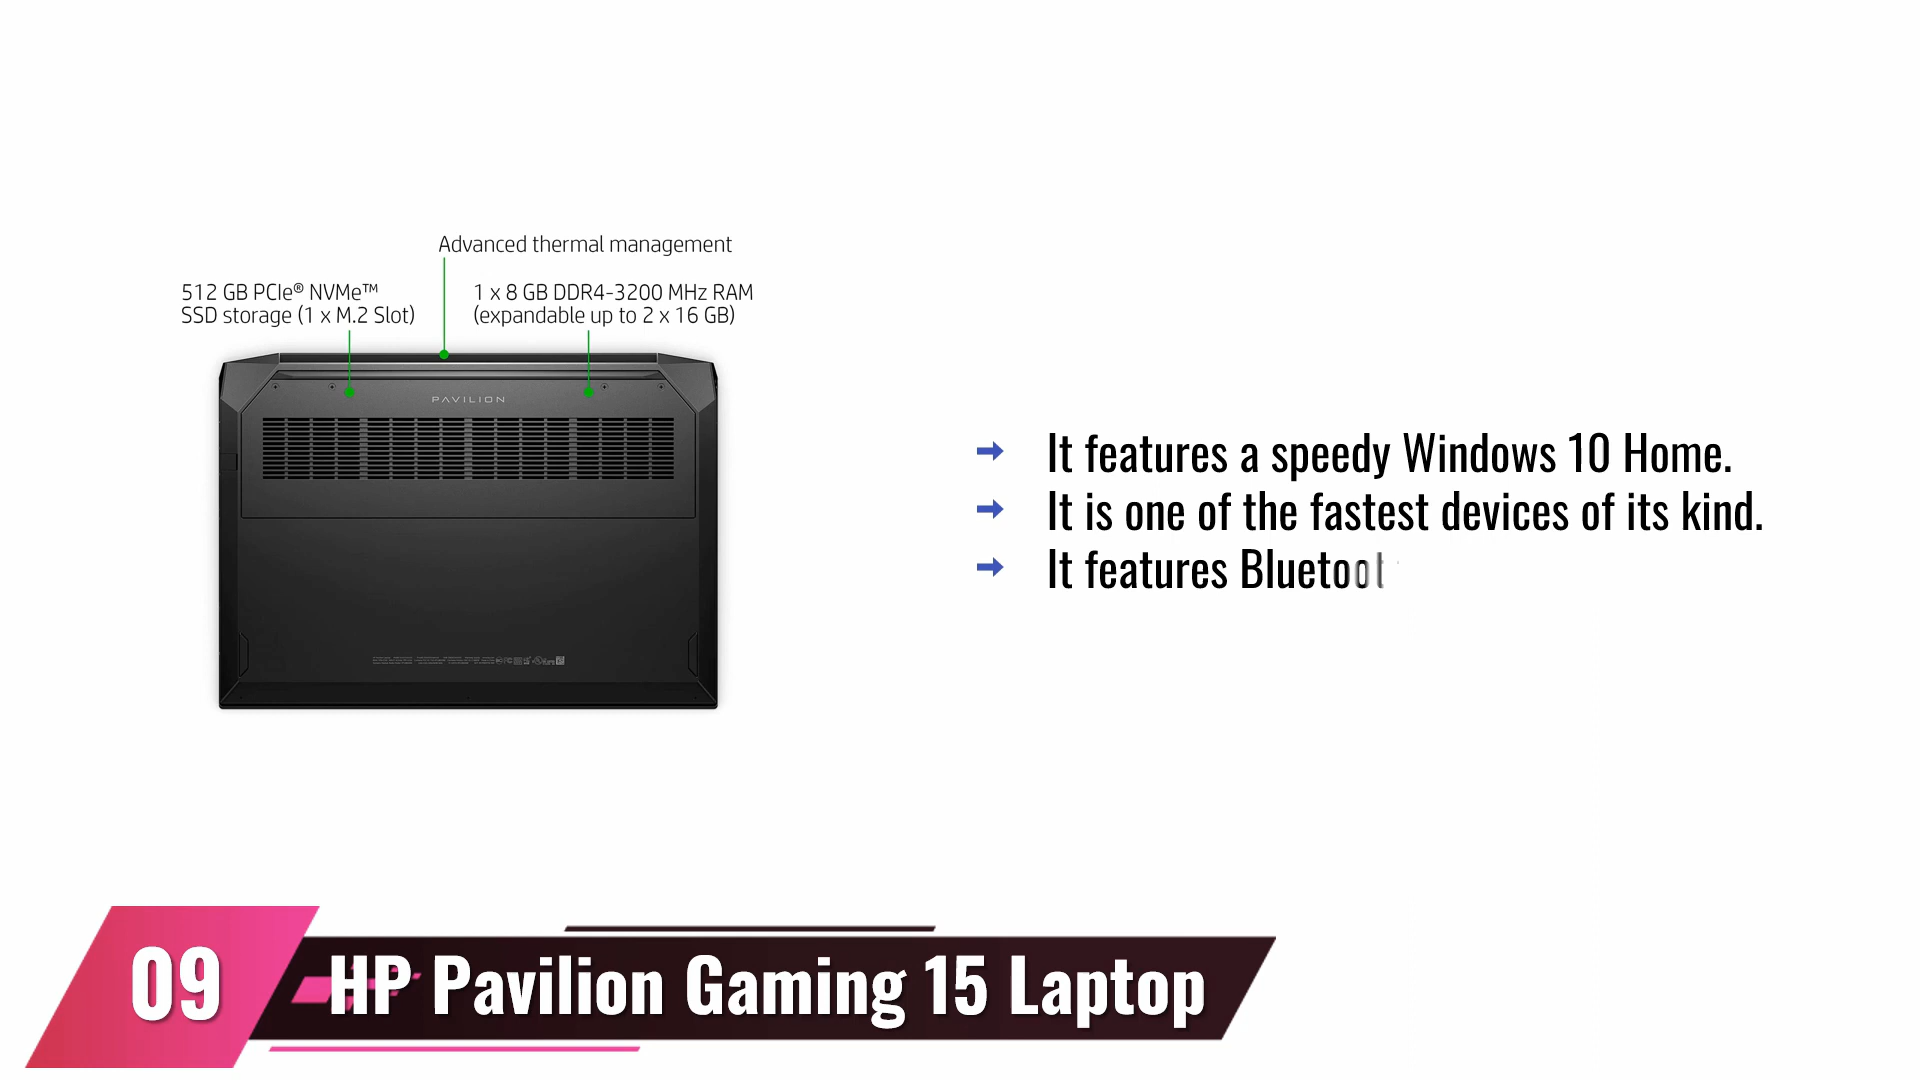 Advanced thermal management
512 GB PCIe® NVMe™
SSD storage (1 x M.2 Slot)
1 x 8 GB DDR4-3200 MHz RAM
(expandable up to 2 x 16 GB)
PAVILION
It features a speedy Windows 10 Home.
It is one of the fastest devices of its kind.
It features Bluetoot
09 HP Pavilion Gaming 15 Laptop